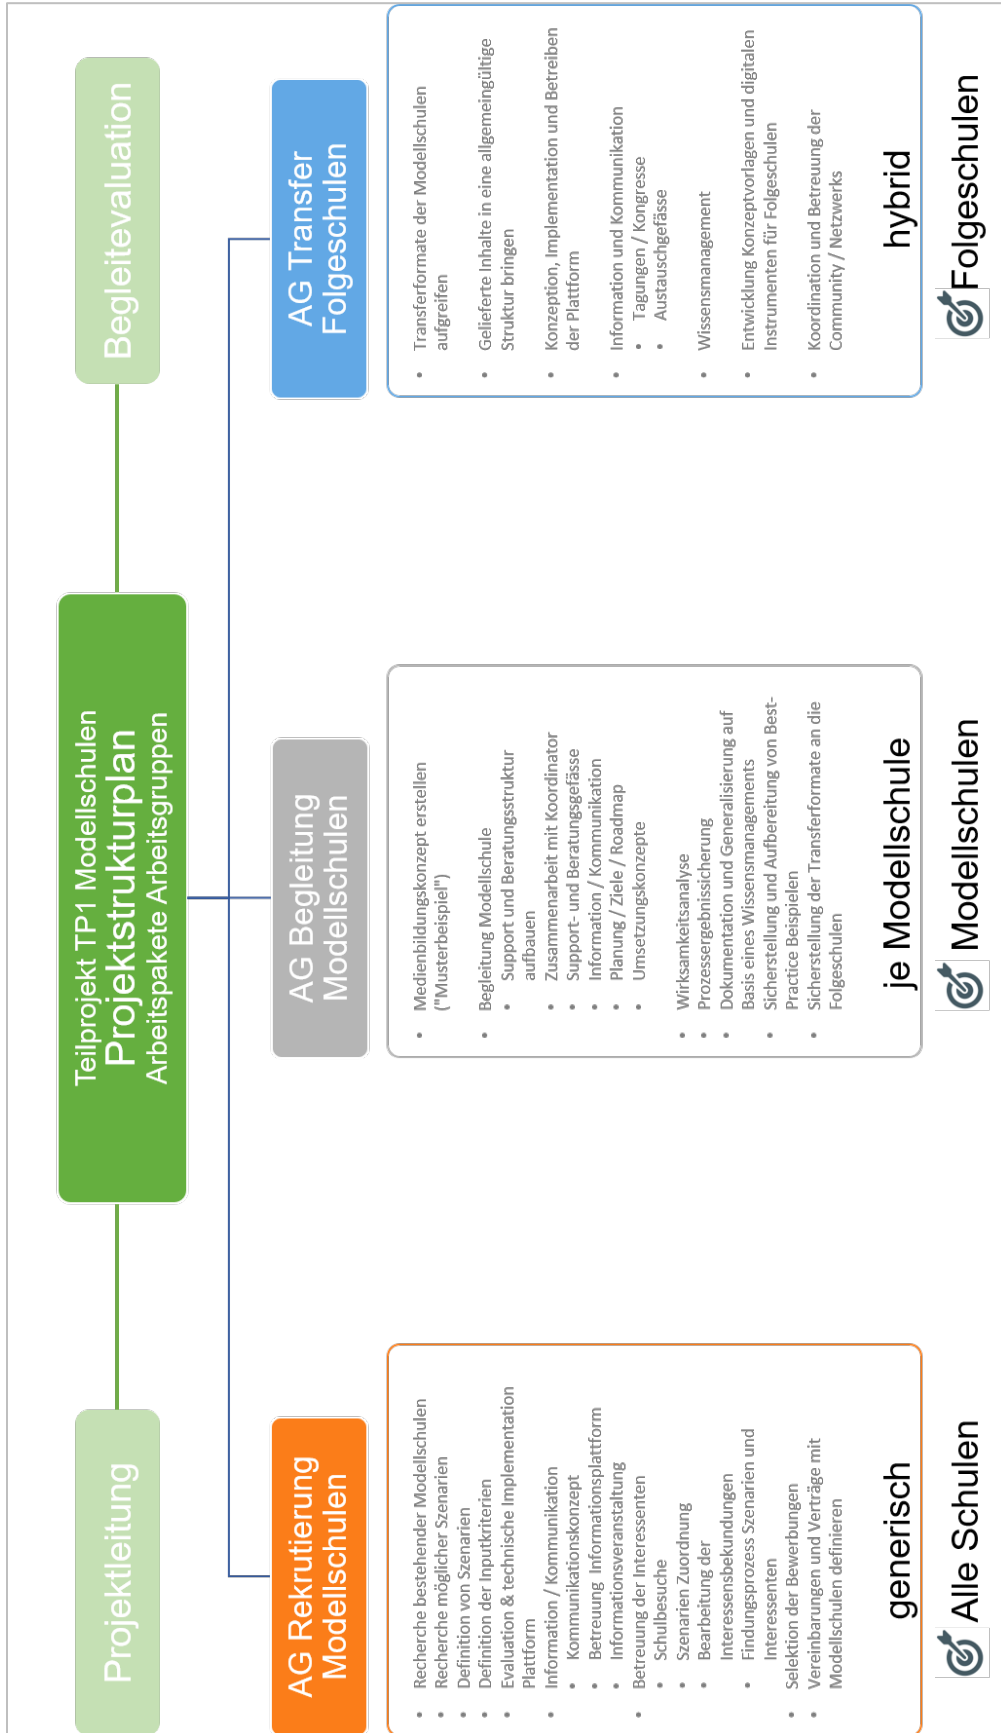 Projektleitung
Teilprojekt TP1 Modellschulen
Projektstrukturplan
Arbeitspakete Arbeitsgruppen
Begleitevaluation
AG Rekrutierung
Modellschulen
• Recherche bestehender Modellschulen
• Recherche möglicher Szenarien
• Definition von Szenarien
• Definition der Inputkriterien
• Evaluation & technische Implementation
Plattform
• Information / Kommunikation
• Kommunikationskonzept
• Betreuung Informationsplattform
• Informationsveranstaltung
• Betreuung der Interessenten
• Schulbesuche
• Szenarien Zuordnung
• Bearbeitung der
Interessensbekundungen
• Findungsprozess Szenarien und
Interessenten
• Selektion der Bewerbungen
• Vereinbarungen und Verträge mit
Modellschulen definieren
generisch
Alle Schulen
AG Begleitung
Modellschulen
• Medienbildungskonzept erstellen
("Musterbeispiel")
• Begleitung Modellschule
• Support und Beratungsstruktur
aufbauen
• Zusammenarbeit mit Koordinator
• Support- und Beratungsgefässe
• Information / Kommunikation
• Planung / Ziele / Roadmap
• Umsetzungskonzepte
• Wirksamkeitsanalyse
• Prozessergebnissicherung
• Dokumentation und Generalisierung auf
Basis eines Wissensmanagements
• Sicherstellung und Aufbereitung von Best-
Practice Beispielen
• Sicherstellung der Transferformate an die
Folgeschulen
je Modellschule
Modellschulen
AG Transfer
Folgeschulen
• Transferformate der Modellschulen
aufgreifen
• Gelieferte Inhalte in eine allgemeingültige
Struktur bringen
• Konzeption, Implementation und Betreiben
der Plattform
• Information und Kommunikation
• Tagungen / Kongresse
• Austauschgefässe
• Wissensmanagement
• Entwicklung Konzeptvorlagen und digitalen
Instrumenten für Folgeschulen
• Koordination und Betreuung der
Community / Netzwerks
hybrid
Folgeschulen